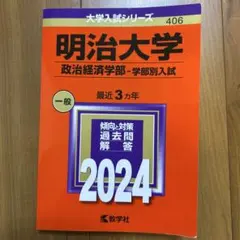 大学入試シリーズ
406
明治大学
政治経済学部-学部別入試
一般
最近3カ年
傾向と対策
過去問
解答
2024
教学社